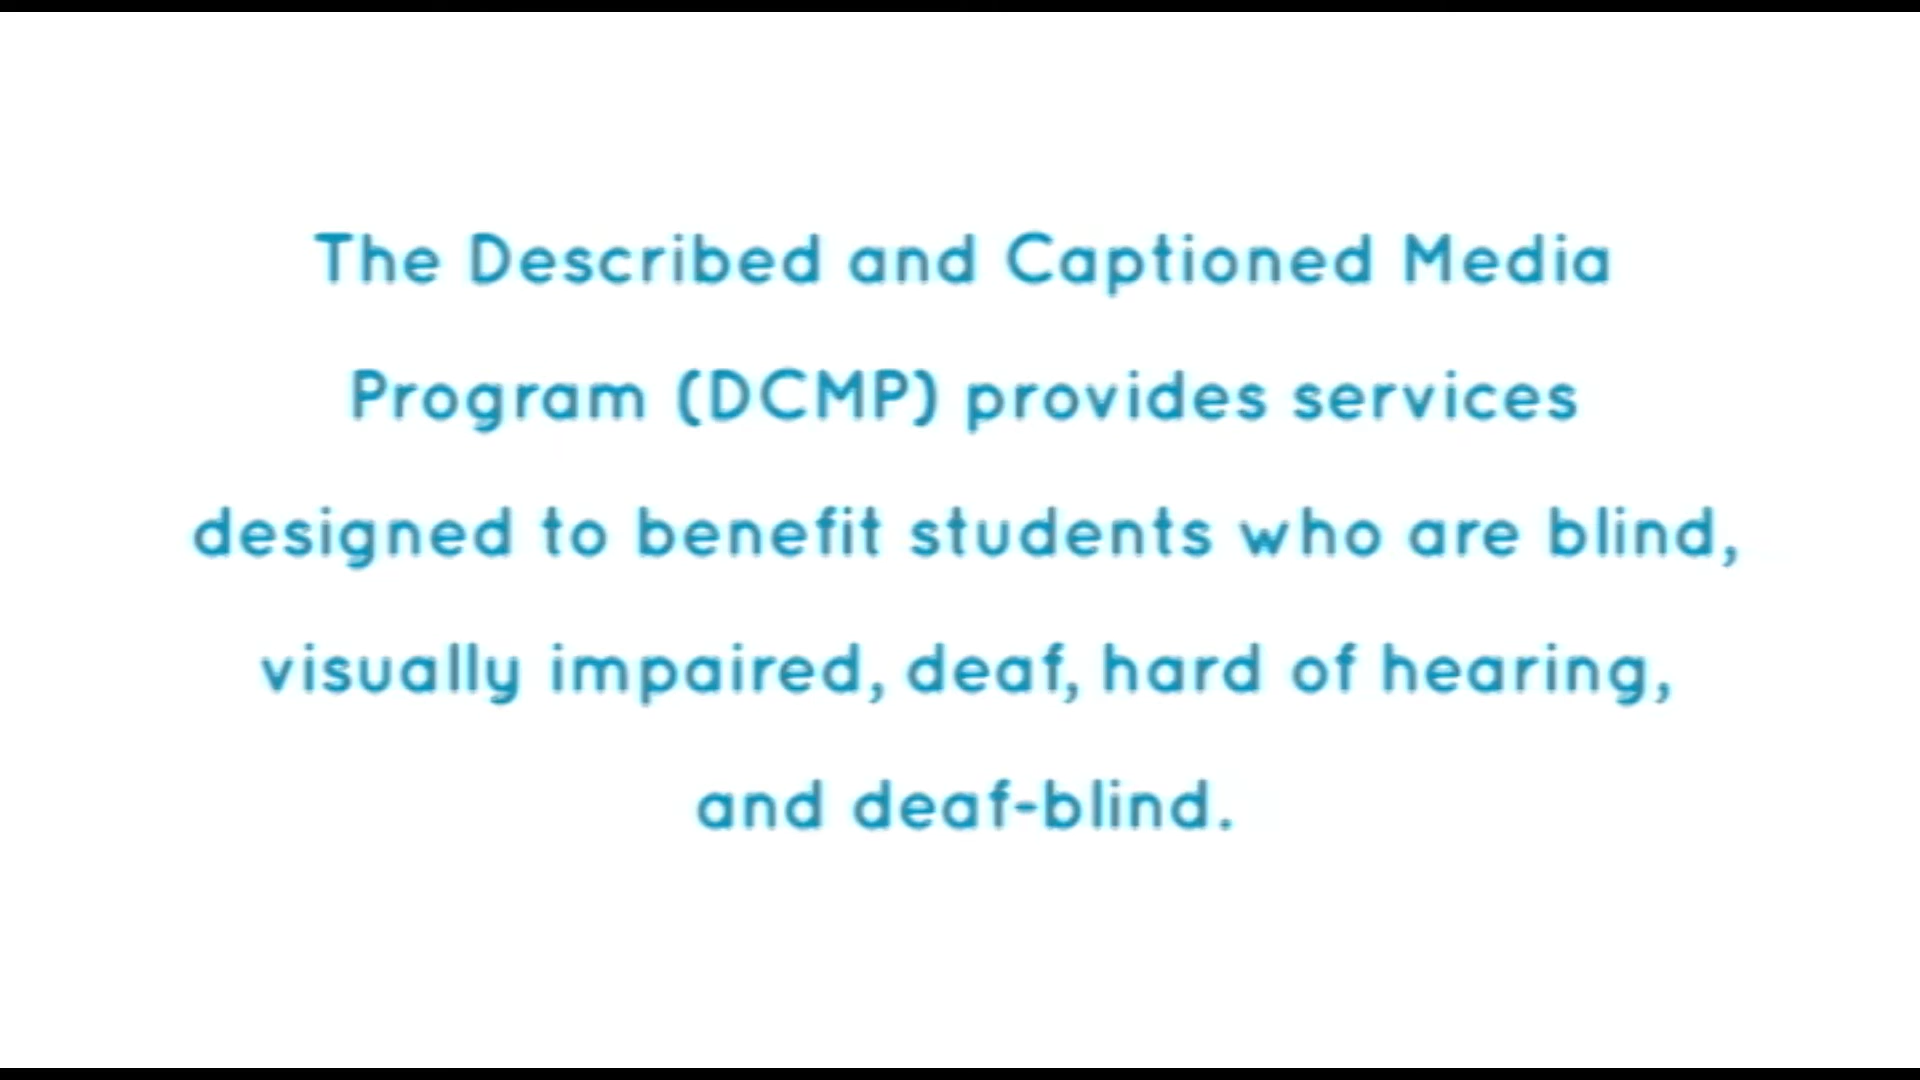 The Described and Captioned Media
Program (DCMP) provides services
designed to benefit students who are blind,
visually impaired, deaf, hard of hearing,
and deaf-blind.